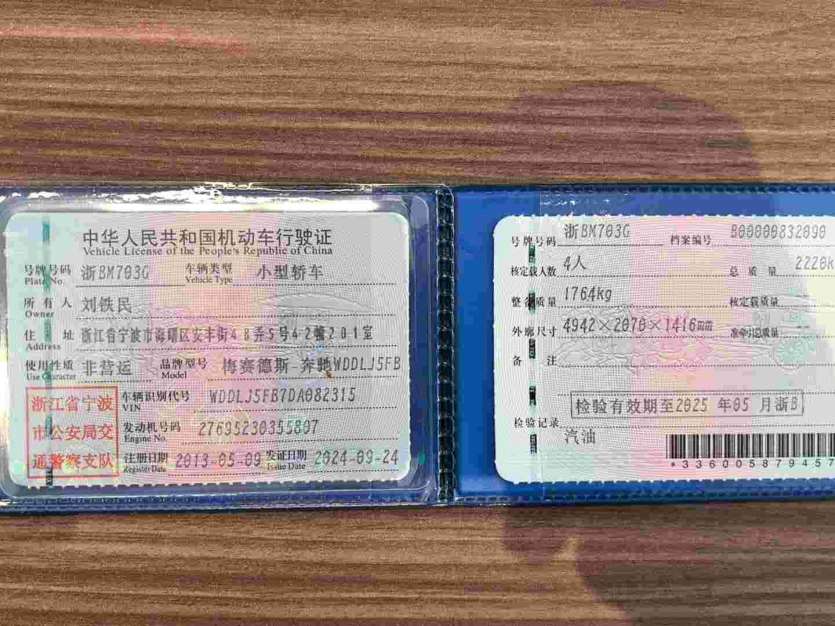 中华人民共和国机动车行驶证
Vehicle License of the People's Republic of China
号牌号码 浙BM703G 车辆类型 小型轿车
Plate No. Vehicle Type
所有人 刘铁民
Owner
住址 浙江省宁波市海曙区安丰街48弄5号42幢201室
Address
使用性质 非营运 品牌型号 梅赛德斯-奔驰WDDLJ5FB
Use Character Model
浙江省宁波市公安局交通警察支队
车辆识别代号 WDDLJ5FB7DA082315
VIN
发动机号码 27695230355807
Engine No.
注册日期 2013-05-09 发证日期 2024-09-24
Register Date Issue Date
号牌号码 浙BM703G 档案编号 B00000832090
核定载人数 4人 总质量 2220k
整备质量 1764kg 核定载质量 --
外廓尺寸 4942×2070×1416mm 准牵引总质量 --
备注
检验有效期至2025年05月浙B
检验记录
汽油
*336005879457